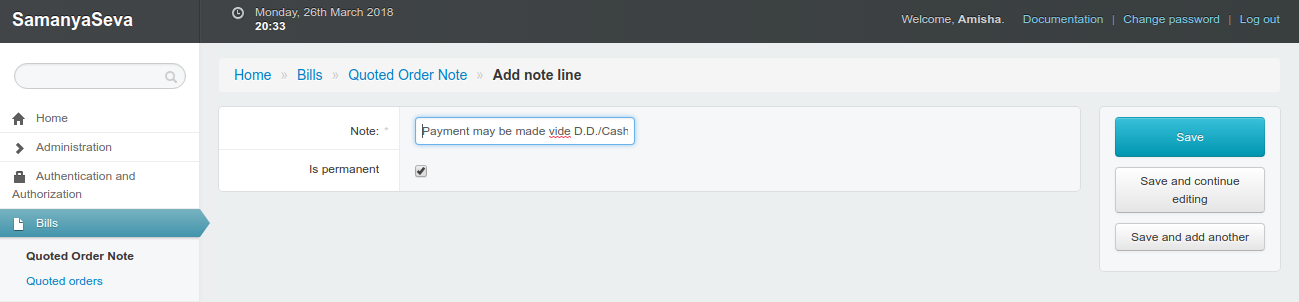 SamanyaSeva
Monday, 26th March 2018
20:33
Welcome, Amisha. Documentation | Change password | Log out
Home » Bills » Quoted Order Note » Add note line
Home
Administration
Authentication and
Authorization
Bills
Quoted Order Note
Quoted orders
Note: *
Payment may be made vide D.D./Cash
Is permanent
Save
Save and continue
editing
Save and add another